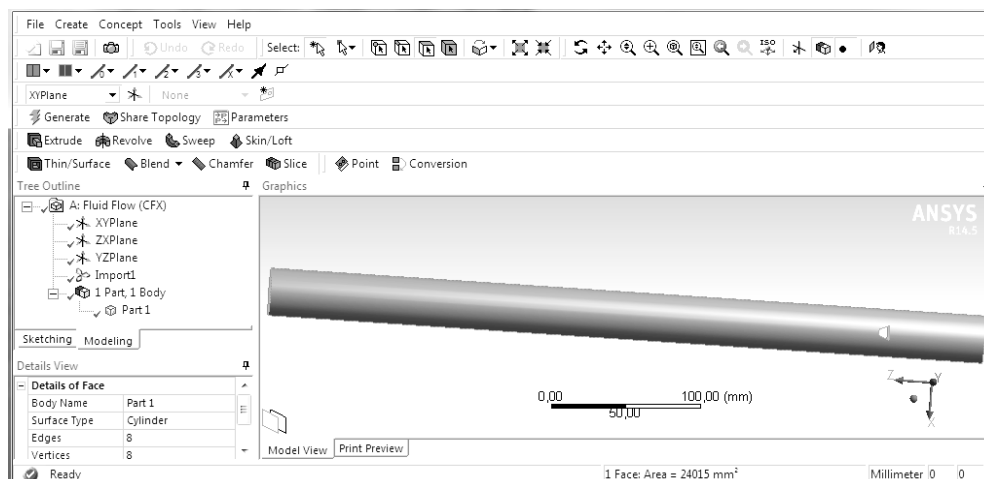 File Create Concept Tools View Help
Undo Redo Select: ISO
XYPlane None
Generate Share Topology Parameters
Extrude Revolve Sweep Skin/Loft
Thin/Surface Blend Chamfer Slice Point Conversion
Tree Outline Graphics
A: Fluid Flow (CFX)
XYPlane
ZXPlane
YZPlane
Import1
1 Part, 1 Body
Part 1
Sketching Modeling
Details View
Details of Face
Body Name Part 1
Surface Type Cylinder
Edges 8
Vertices 8
ANSYS
R14.5
0,00 100,00 (mm)
50,00
Z Y
X
Model View Print Preview
Ready 1 Face: Area = 24015 mm² Millimeter 0 0